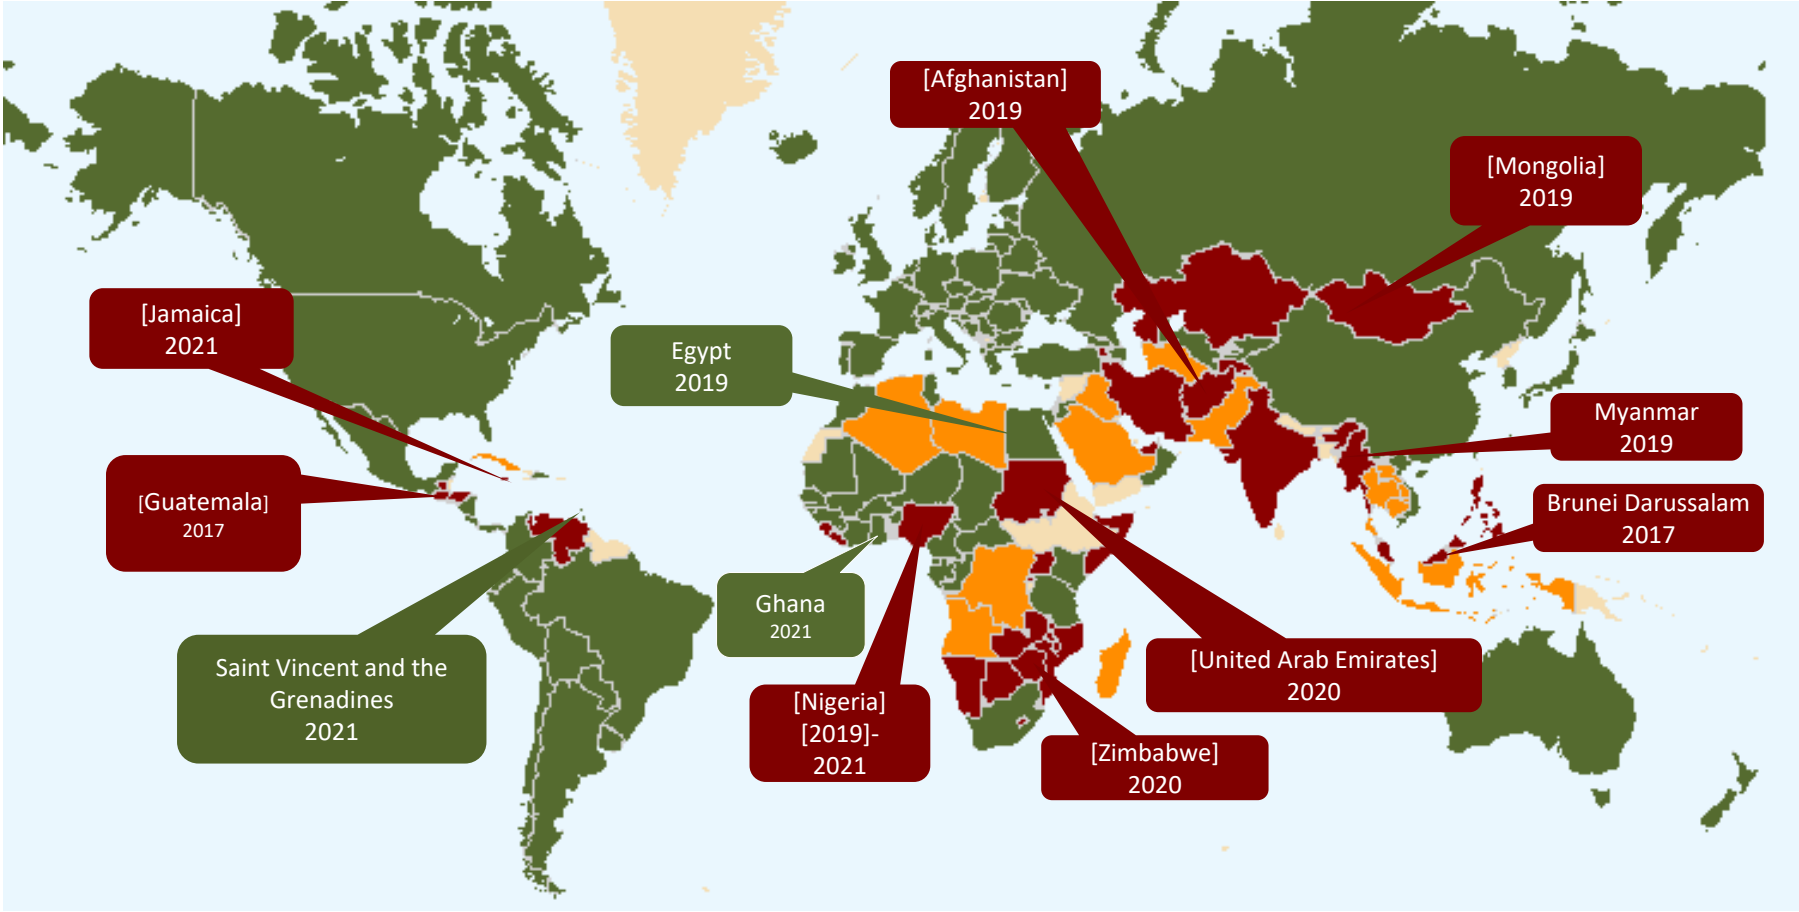 [Afghanistan]
2019
[Mongolia]
2019
[Jamaica]
2021
Egypt
2019
Myanmar
2019
[Guatemala]
2017
Brunei Darussalam
2017
Ghana
2021
Saint Vincent and the
Grenadines
2021
[United Arab Emirates]
2020
[Nigeria]
[2019]-
2021
[Zimbabwe]
2020